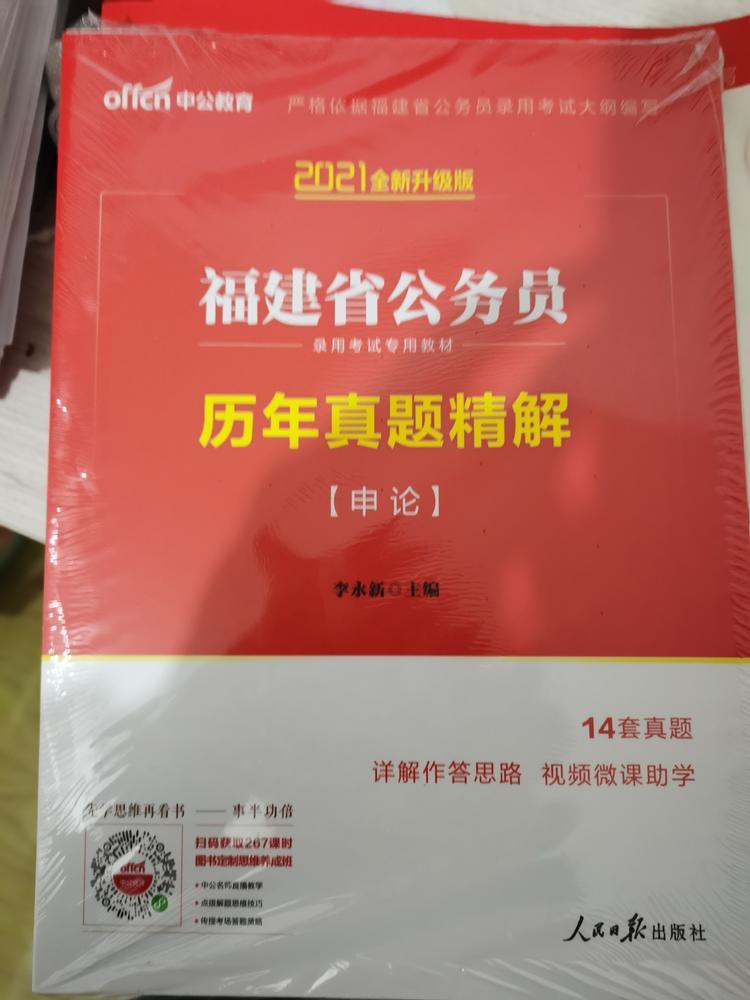 offcn 中公教育 严格依据福建省公务员录用考试大纲编写
2021全新升级版
福建省公务员
录用考试专用教材
历年真题精解
【申论】
李永新◎主编
14套真题
详解作答思路 视频微课助学
先学思维再看书 —— 事半功倍
扫码获取267课时
图书定制思维养成班
•中公名师直播教学
•点拨解题思维技巧
•传授考场答题策略
offcn
人民日报出版社